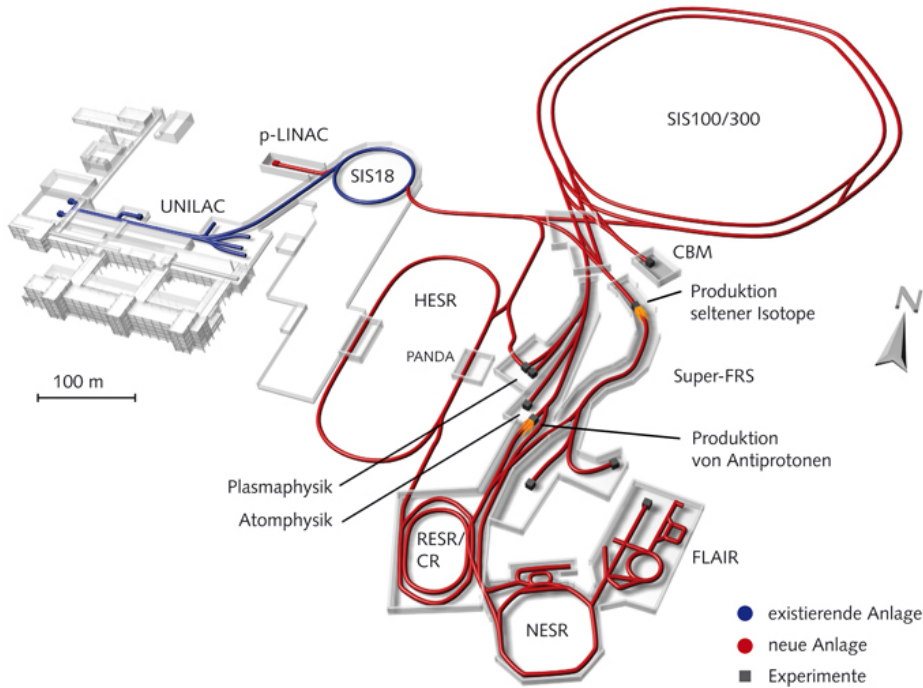 SIS100/300
p-LINAC
SIS18
UNILAC
CBM
HESR
Produktion
seltener Isotope
N
PANDA
100 m
Super-FRS
Produktion
von Antiprotonen
Plasmaphysik
Atomphysik
RESR/
CR
FLAIR
NESR
existierende Anlage
neue Anlage
Experimente